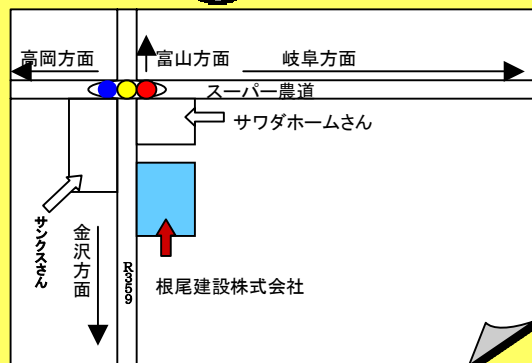 高岡方面
富山方面
岐阜方面
スーパー農道
サワダホームさん
サンクスさん
金沢方面
R359
根尾建設株式会社